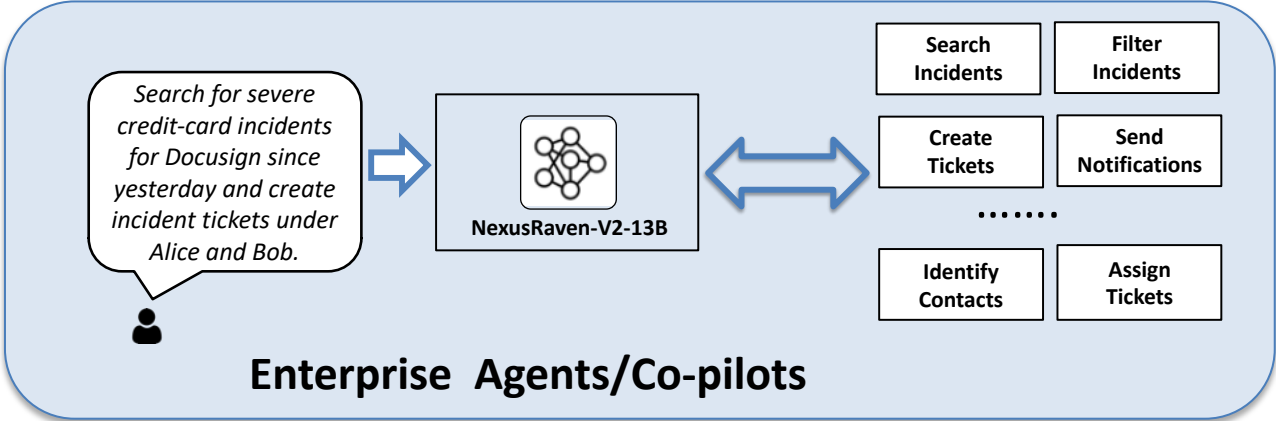 Search for severe
credit-card incidents
for Docusign since
yesterday and create
incident tickets under
Alice and Bob.
NexusRaven-V2-13B
Search
Incidents
Filter
Incidents
Create
Tickets
Send
Notifications
.......
Identify
Contacts
Assign
Tickets
Enterprise Agents/Co-pilots